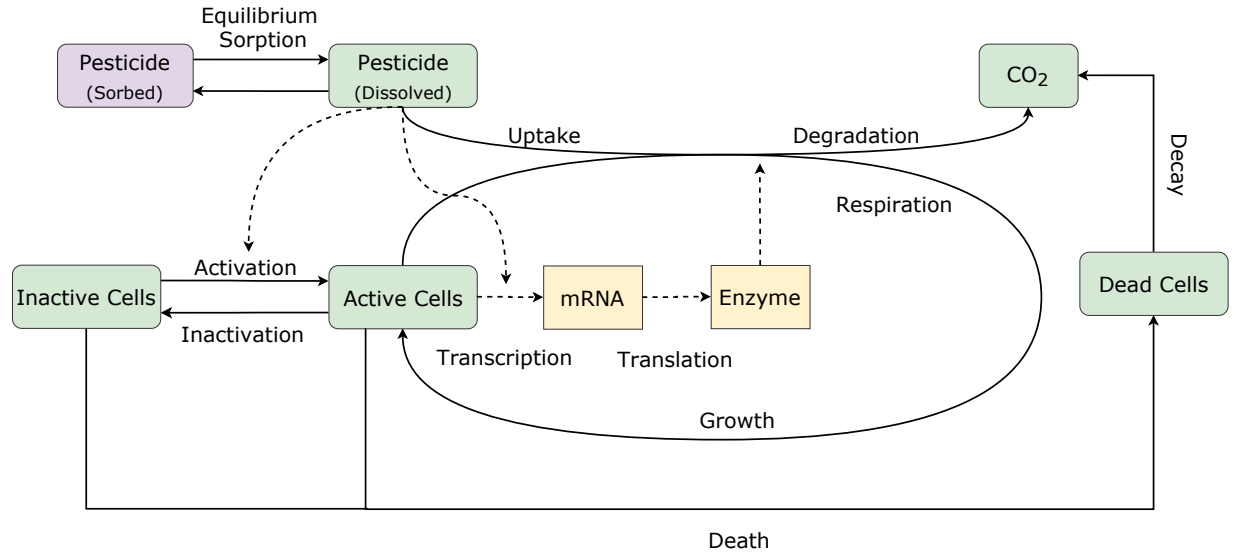 Equilibrium
Sorption
Pesticide
(Sorbed)
Pesticide
(Dissolved)
CO₂
Uptake
Degradation
Decay
Respiration
Activation
Inactive Cells
Active Cells
mRNA
Enzyme
Dead Cells
Inactivation
Transcription
Translation
Growth
Death